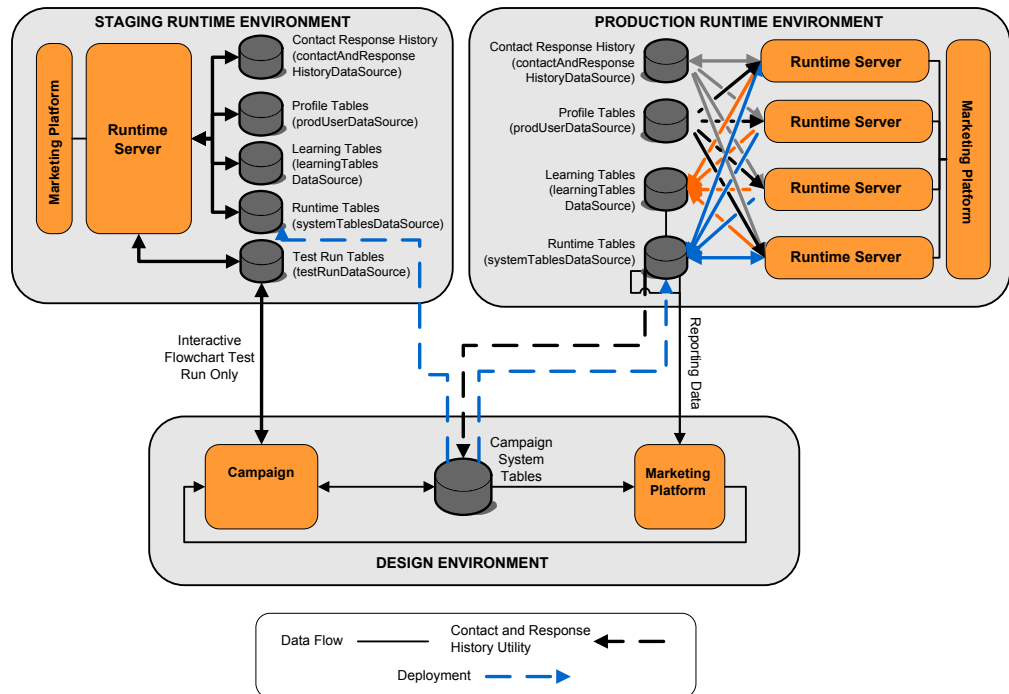 STAGING RUNTIME ENVIRONMENT
Marketing Platform
Runtime
Server
Contact Response History
(contactAndResponse
HistoryDataSource)
Profile Tables
(prodUserDataSource)
Learning Tables
(learningTables
DataSource)
Runtime Tables
(systemTablesDataSource)
Test Run Tables
(testRunDataSource)
PRODUCTION RUNTIME ENVIRONMENT
Contact Response History
(contactAndResponse
HistoryDataSource)
Profile Tables
(prodUserDataSource)
Learning Tables
(learningTables
DataSource)
Runtime Tables
(systemTablesDataSource)
Runtime Server
Runtime Server
Runtime Server
Runtime Server
Marketing Platform
Interactive
Flowchart Test
Run Only
Reporting Data
Campaign
Campaign
System
Tables
Marketing
Platform
DESIGN ENVIRONMENT
Data Flow
Contact and Response
History Utility
Deployment